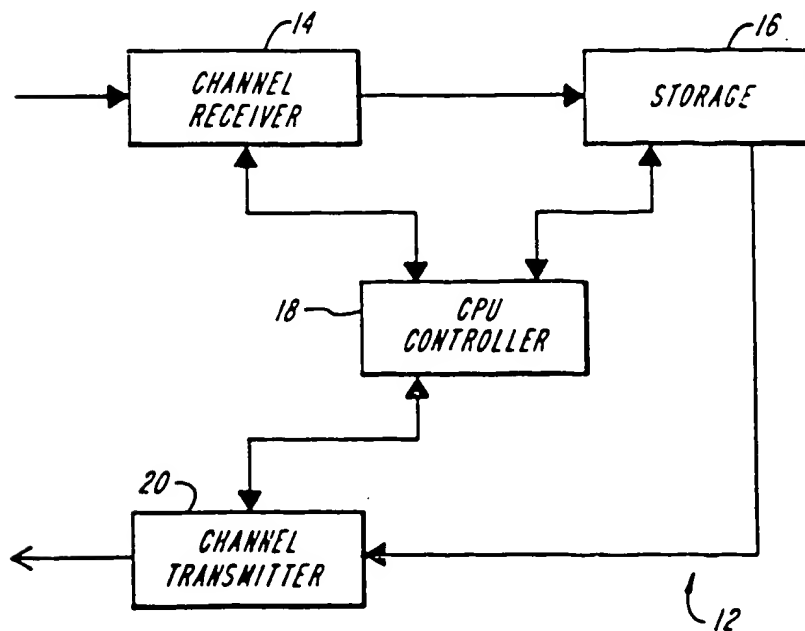 14
16
CHANNEL
RECEIVER
STORAGE
18
CPU
CONTROLLER
20
CHANNEL
TRANSMITTER
12